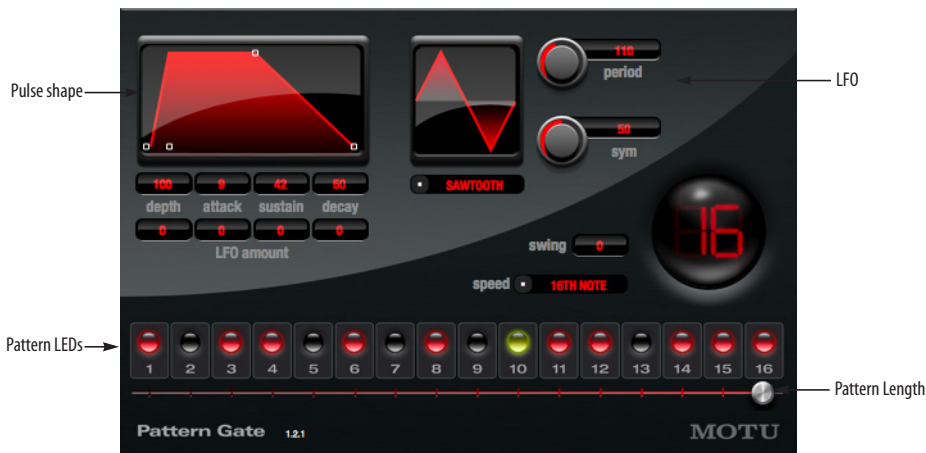 Pulse shape
110
period
LFO
50
sym
SAWTOOTH
100 9 42 50
depth attack sustain decay
0 0 0 0
LFO amount
16
swing 0
speed 16TH NOTE
Pattern LEDs
1 2 3 4 5 6 7 8 9 10 11 12 13 14 15 16
Pattern Length
Pattern Gate 1.2.1
MOTU